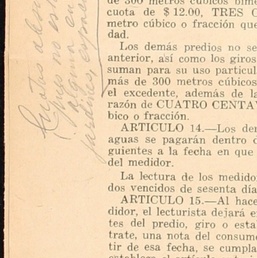 de 300 metros cúbicos bime
cuota de $12.00, TRES C
metro cúbico o fracción que
dad.
Los demás predios no se
anterior, así como los giros
suman para su uso particul
más de 300 metros cúbicos
el excedente, además de la
razón de CUATRO CENTAV
bico o fracción.
ARTICULO 14.—Los der
aguas se pagarán dentro d
guientes a la fecha en que
del medidor.
La lectura de los medido
dos vencidos de sesenta día
ARTICULO 15.—Al hace
didor, el lecturista dejará e
tes del predio, giro o esta
trate, una nota del consumo
tir de esa fecha, se cumpla